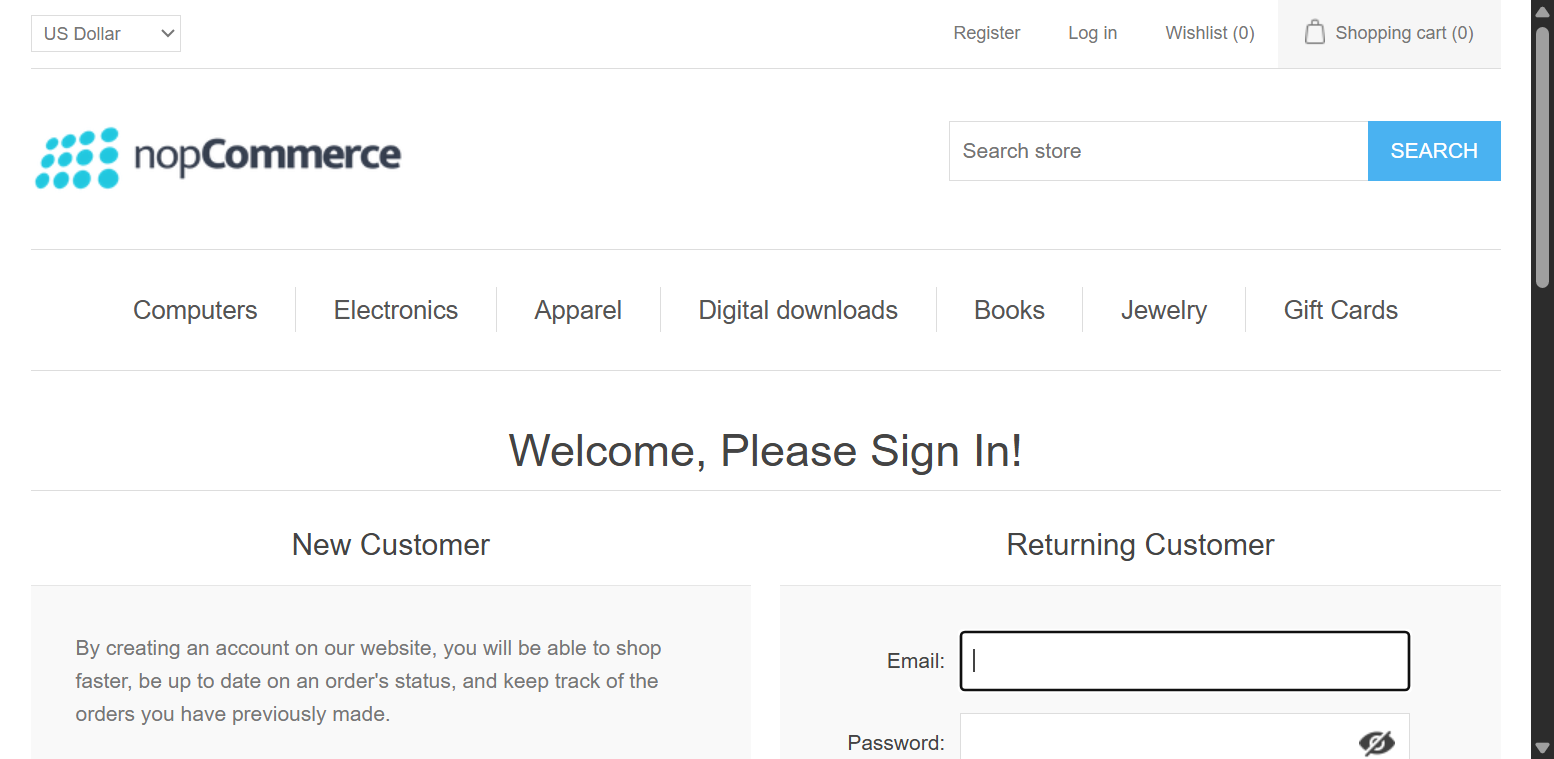 US Dollar
Register
Log in
Wishlist (0)
Shopping cart (0)
nopCommerce
Search store
SEARCH
Computers
Electronics
Apparel
Digital downloads
Books
Jewelry
Gift Cards
Welcome, Please Sign In!
New Customer
By creating an account on our website, you will be able to shop
faster, be up to date on an order's status, and keep track of the
orders you have previously made.
Returning Customer
Email:
Password: